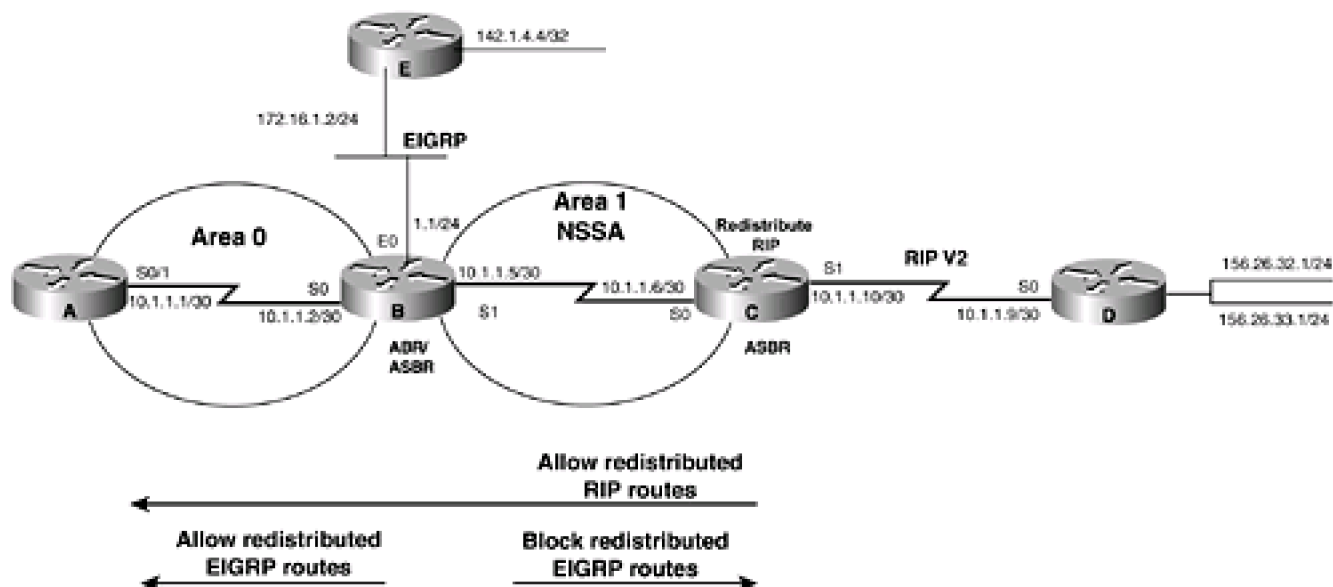 142.1.4.4/32
E
172.16.1.2/24
EIGRP
Area 0
1.1/24
Area 1
NSSA
Redistribute
RIP
E0
RIP V2
S0/1
10.1.1.1/30
S0
10.1.1.2/30
10.1.1.5/30
S1
10.1.1.6/30
S0
S1
10.1.1.10/30
S0
10.1.1.9/30
156.26.32.1/24
156.26.33.1/24
A
B
C
D
ABR/
ASBR
ASBR
Allow redistributed
RIP routes
Allow redistributed
EIGRP routes
Block redistributed
EIGRP routes